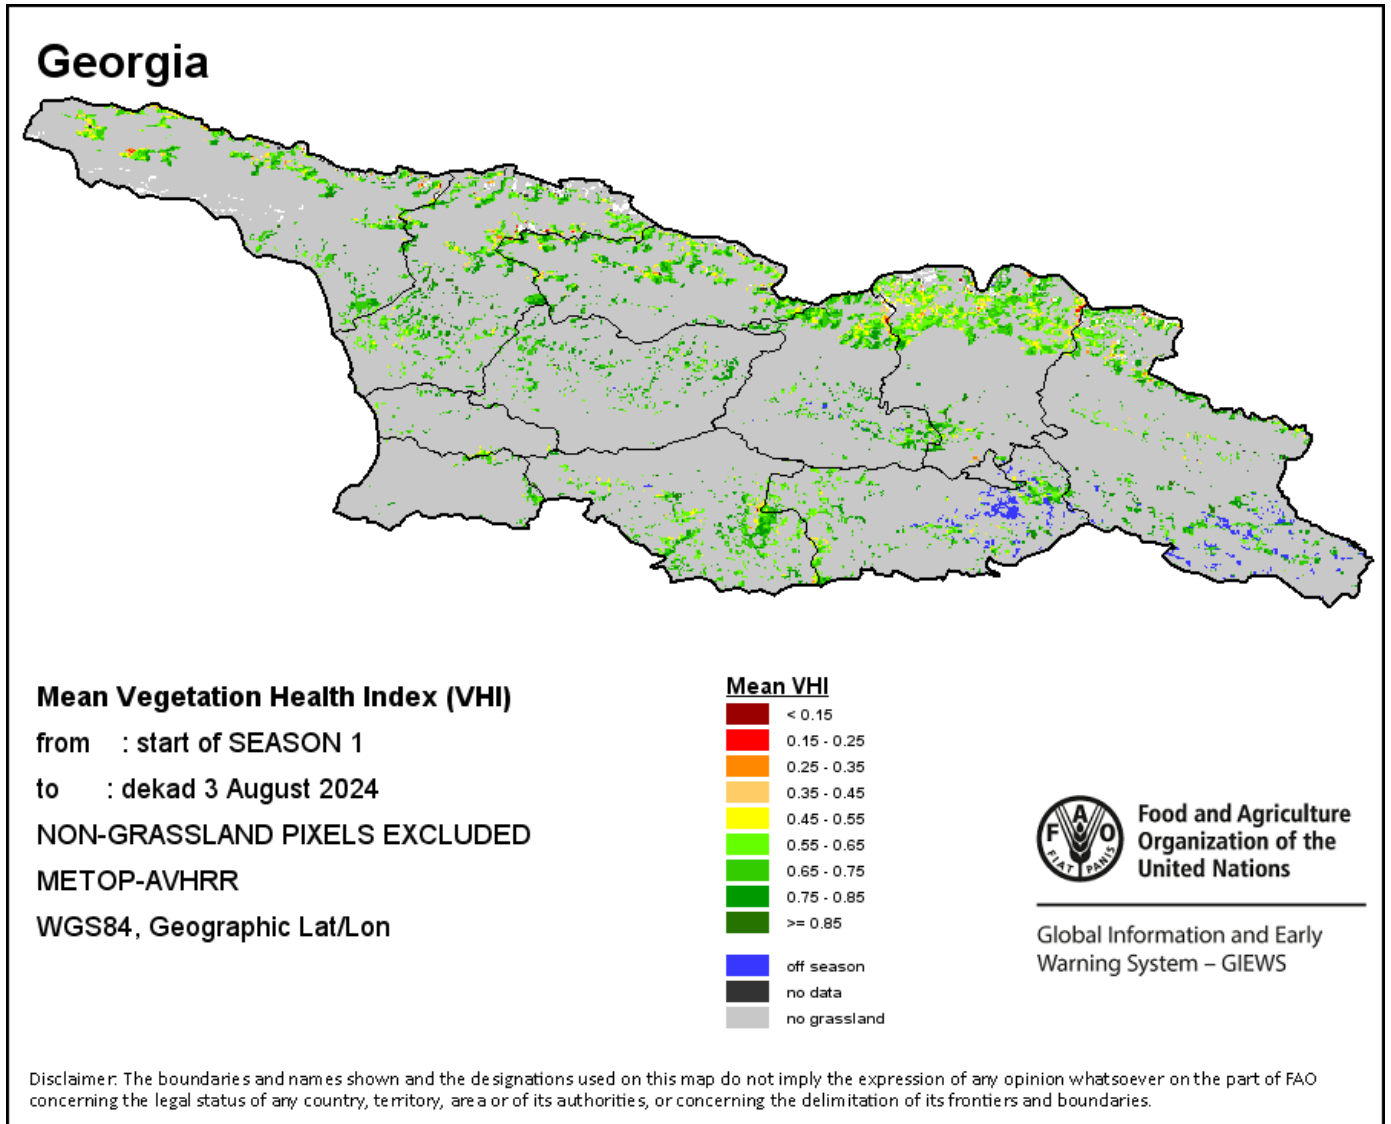 Georgia
Mean Vegetation Health Index (VHI)
from : start of SEASON 1
to : dekad 3 August 2024
NON-GRASSLAND PIXELS EXCLUDED
METOP-AVHRR
WGS84, Geographic Lat/Lon
Mean VHI
< 0.15
0.15 - 0.25
0.25 - 0.35
0.35 - 0.45
0.45 - 0.55
0.55 - 0.65
0.65 - 0.75
0.75 - 0.85
>= 0.85
off season
no data
no grassland
F A O
FIAT PANIS
Food and Agriculture
Organization of the
United Nations
Global Information and Early
Warning System – GIEWS
Disclaimer: The boundaries and names shown and the designations used on this map do not imply the expression of any opinion whatsoever on the part of FAO
concerning the legal status of any country, territory, area or of its authorities, or concerning the delimitation of its frontiers and boundaries.